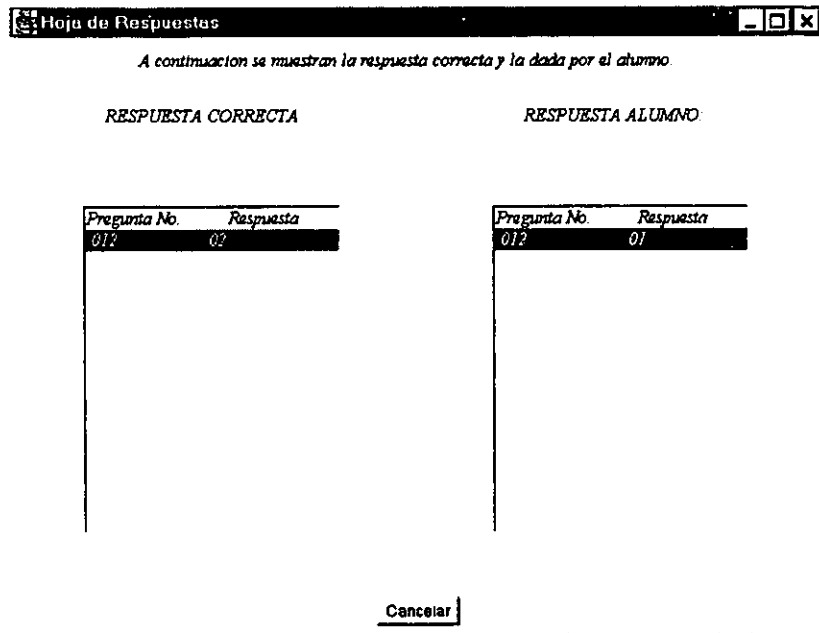 Hoja de Respuestas
A continuacion se muestran la respuesta correcta y la dada por el alumno.
RESPUESTA CORRECTA
RESPUESTA ALUMNO:
Pregunta No. Respuesta
012 02
Pregunta No. Respuesta
012 01
Cancelar